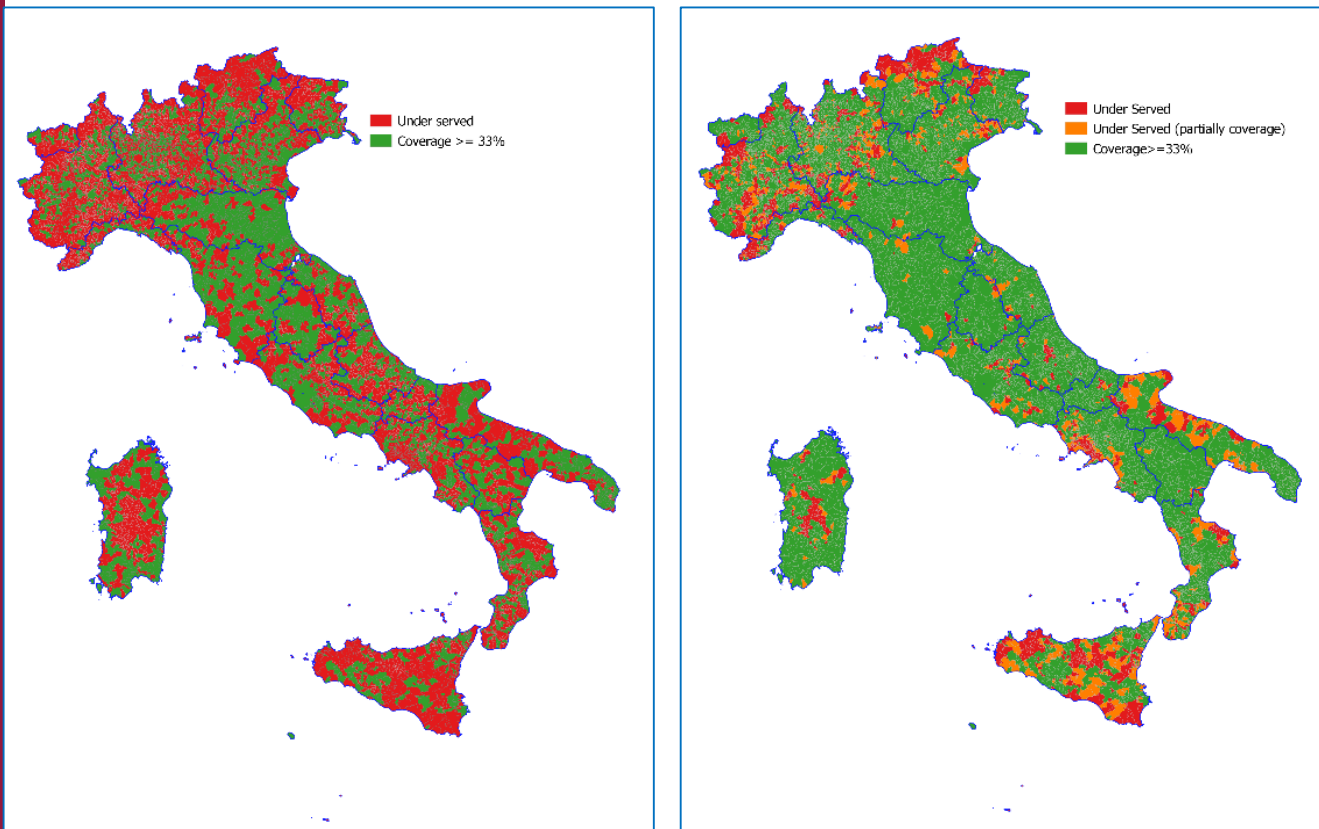 Under served
Coverage >= 33%
Under Served
Under Served (partially coverage)
Coverage>=33%